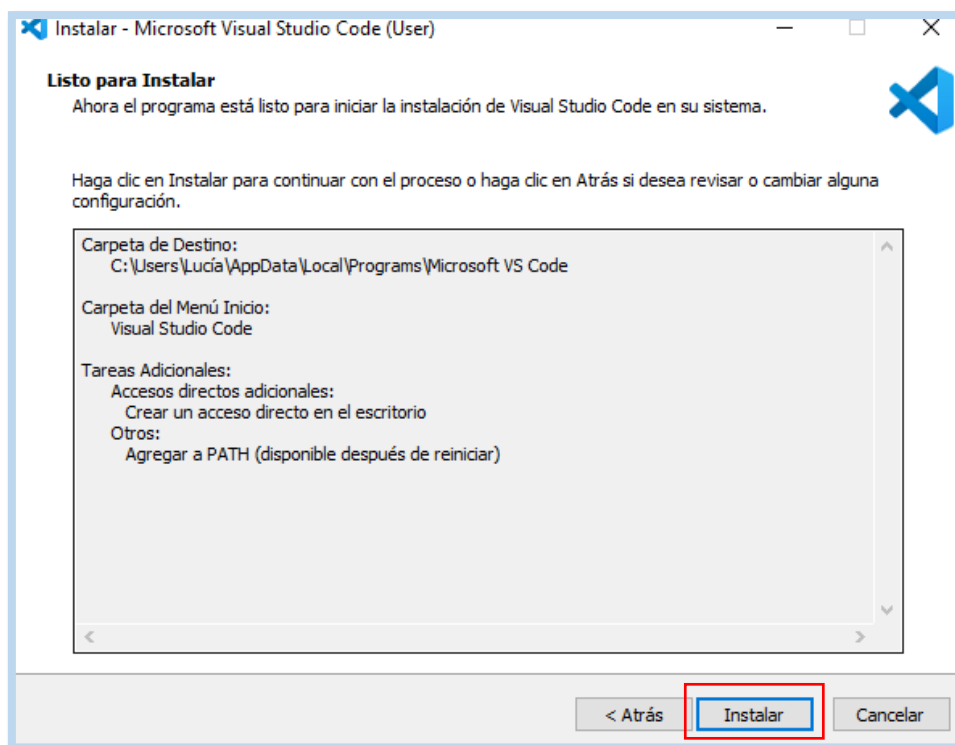 Instalar - Microsoft Visual Studio Code (User)
Listo para Instalar
Ahora el programa está listo para iniciar la instalación de Visual Studio Code en su sistema.
Haga clic en Instalar para continuar con el proceso o haga clic en Atrás si desea revisar o cambiar alguna
configuración.
Carpeta de Destino:
C:\Users\Lucía\AppData\Local\Programs\Microsoft VS Code
Carpeta del Menú Inicio:
Visual Studio Code
Tareas Adicionales:
Accesos directos adicionales:
Crear un acceso directo en el escritorio
Otros:
Agregar a PATH (disponible después de reiniciar)
< Atrás
Instalar
Cancelar